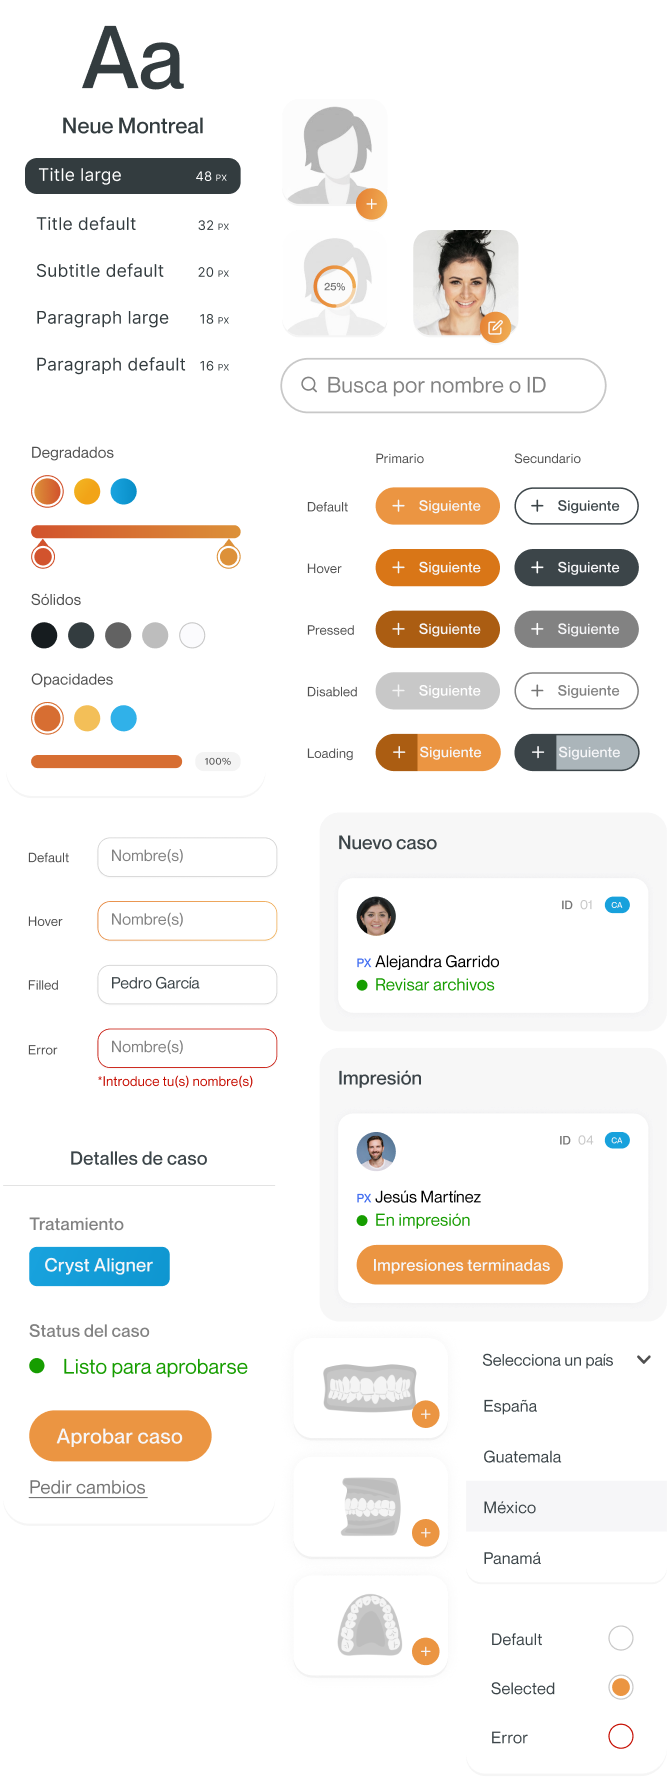 Aa
Neue Montreal
Title large 48 PX
Title default 32 PX
Subtitle default 20 PX
Paragraph large 18 PX
Paragraph default 16 PX
25%
Busca por nombre o ID
Degradados
Sólidos
Opacidades
100%
Primario Secundario
Default Siguiente Siguiente
Hover Siguiente Siguiente
Pressed Siguiente Siguiente
Disabled Siguiente Siguiente
Loading Siguiente Siguiente
Default Nombre(s)
Hover Nombre(s)
Filled Pedro García
Error Nombre(s)
*Introduce tu(s) nombre(s)
Nuevo caso
ID 01 CA
PX Alejandra Garrido
Revisar archivos
Impresión
ID 04 CA
PX Jesús Martínez
En impresión
Impresiones terminadas
Detalles de caso
Tratamiento
Cryst Aligner
Status del caso
Listo para aprobarse
Aprobar caso
Pedir cambios
Selecciona un país
España
Guatemala
México
Panamá
Default
Selected
Error